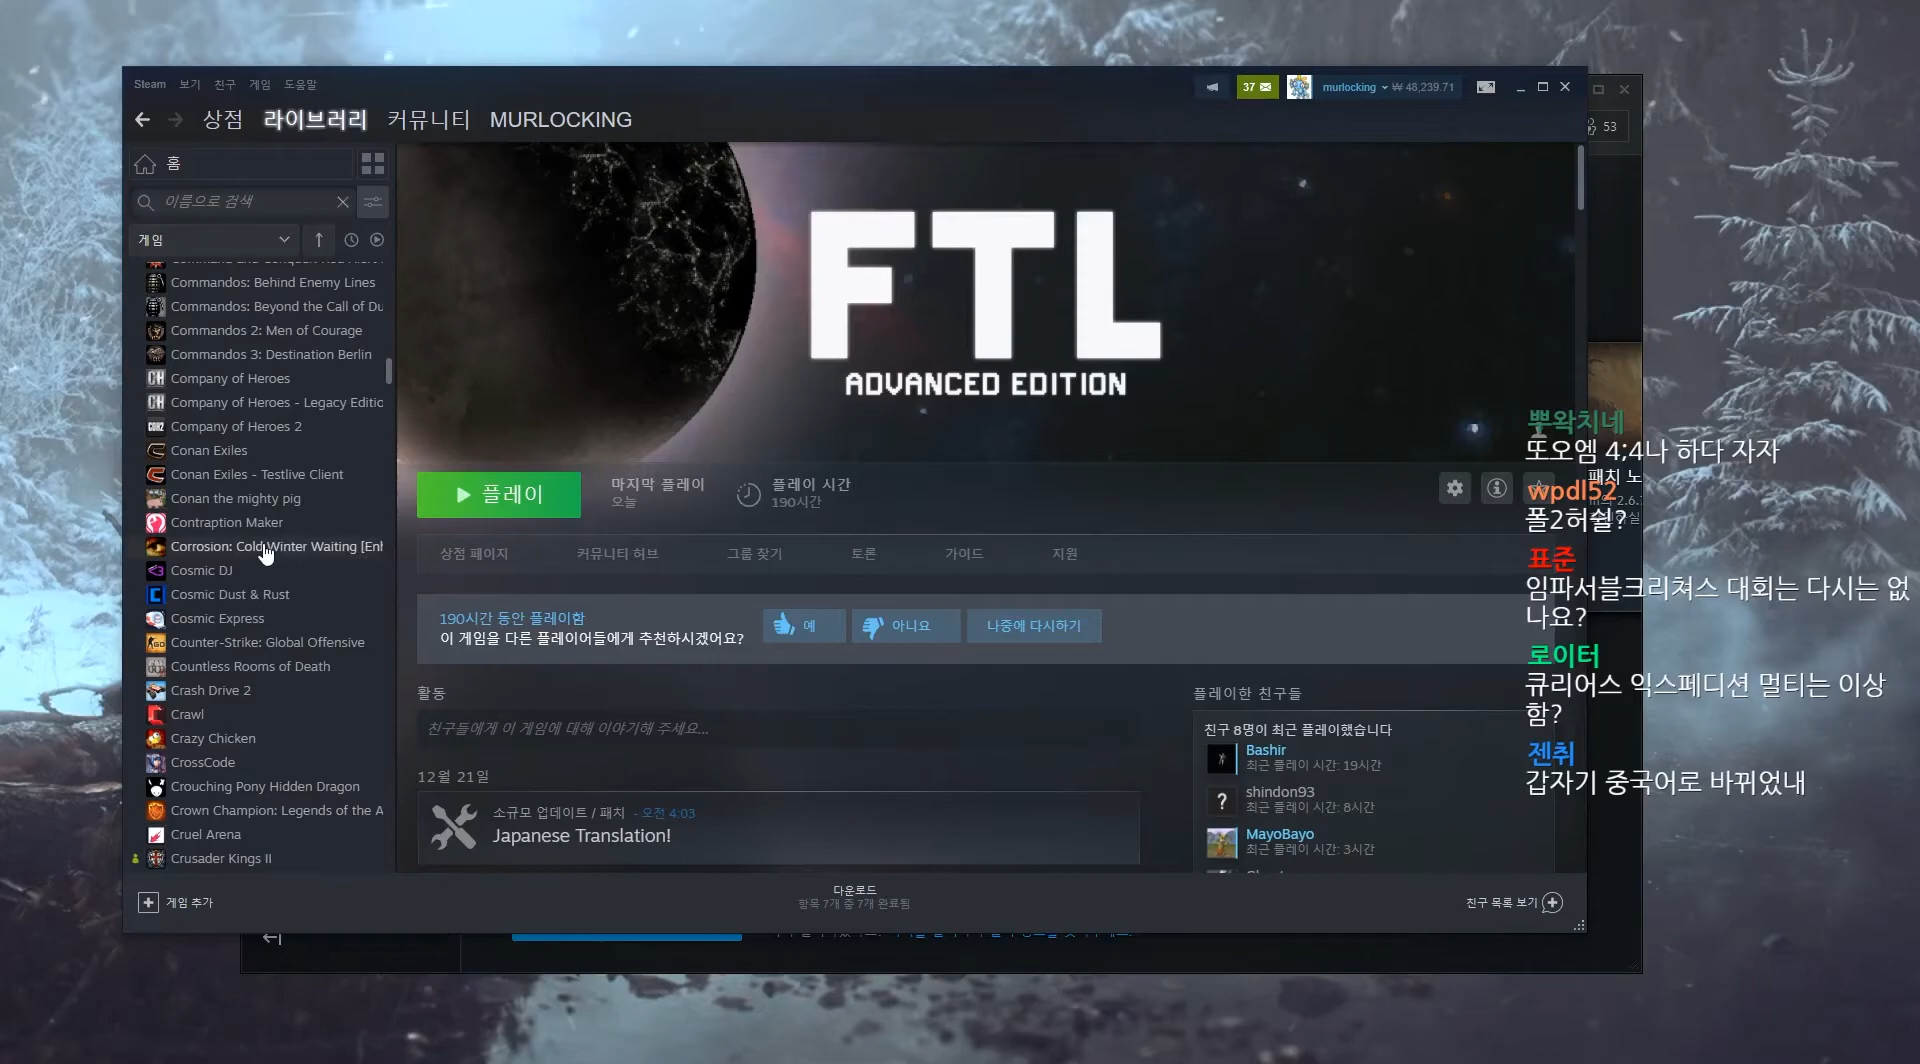 Steam 보기 친구 게임 도움말
37
murlocking ₩ 48,239.71
상점 라이브러리 커뮤니티 MURLOCKING
53
홈
이름으로 검색
게임
Commandos: Behind Enemy Lines
Commandos: Beyond the Call of Du
Commandos 2: Men of Courage
Commandos 3: Destination Berlin
Company of Heroes
Company of Heroes - Legacy Editio
Company of Heroes 2
Conan Exiles
Conan Exiles - Testlive Client
Conan the mighty pig
Contraption Maker
Corrosion: Cold Winter Waiting [Enh
Cosmic DJ
Cosmic Dust & Rust
Cosmic Express
Counter-Strike: Global Offensive
Countless Rooms of Death
Crash Drive 2
Crawl
Crazy Chicken
CrossCode
Crouching Pony Hidden Dragon
Crown Champion: Legends of the A
Cruel Arena
Crusader Kings II
게임 추가
FTL
ADVANCED EDITION
플레이
마지막 플레이
오늘
플레이 시간
190시간
상점 페이지 커뮤니티 허브 그룹 찾기 토론 가이드 지원
190시간 동안 플레이함
이 게임을 다른 플레이어들에게 추천하시겠어요?
예 아니요 나중에 다시하기
활동
친구들에게 이 게임에 대해 이야기해 주세요...
12월 21일
소규모 업데이트 / 패치 - 오전 4:03
Japanese Translation!
플레이한 친구들
친구 8명이 최근 플레이했습니다
Bashir
최근 플레이 시간: 19시간
shindon93
최근 플레이 시간: 8시간
MayoBayo
최근 플레이 시간: 3시간
다운로드
항목 7개 중 7개 완료됨
친구 목록 보기
뿌왁치네
또오엠 4;4나 하다 자자
패치 노
wpdl52
폴2허쉴?
표준
임파서블크리쳐스 대회는 다시는 없
나요?
로이터
큐리어스 익스페디션 멀티는 이상
함?
젠취
갑자기 중국어로 바뀌었내